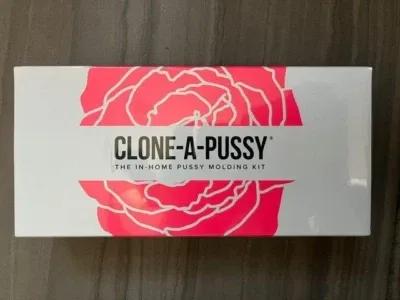 CLONE-A-PUSSY®
THE IN-HOME PUSSY MOLDING KIT